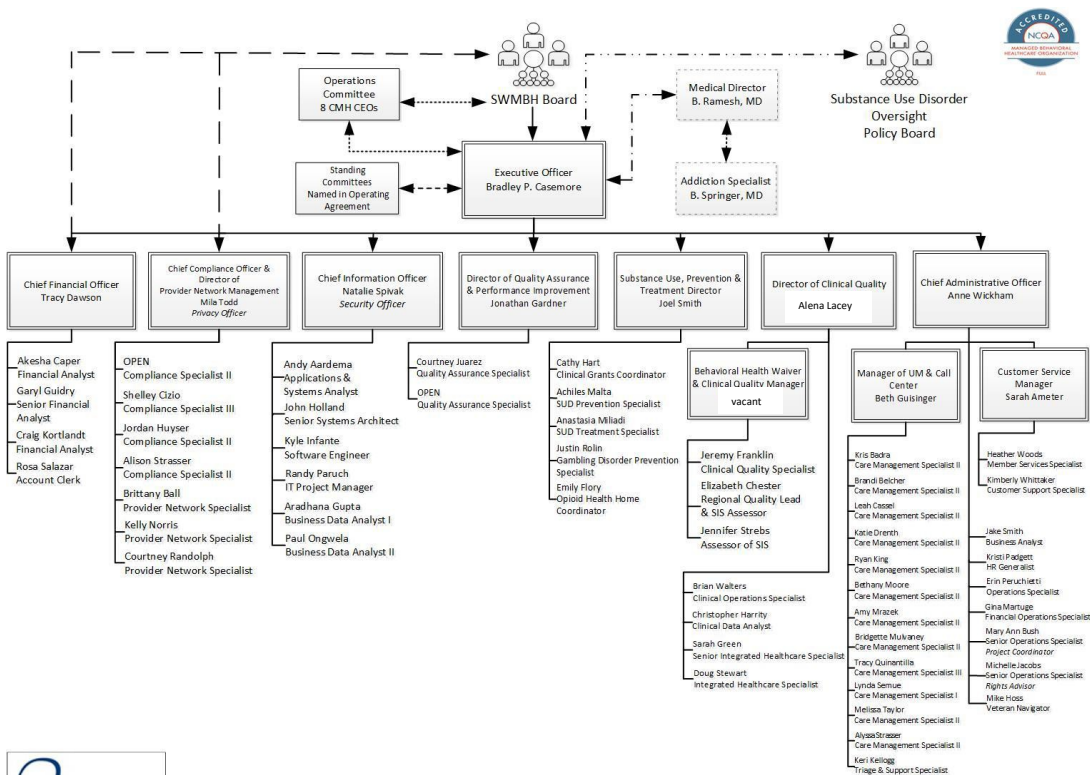 ACCREDITED
NCQA
MANAGED BEHAVIORAL
HEALTHCARE ORGANIZATION
FULL
Operations
Committee
8 CMH CEOs
SWMBH Board
Medical Director
B. Ramesh, MD
Substance Use Disorder
Oversight
Policy Board
Standing
Committees
Named in Operating
Agreement
Executive Officer
Bradley P. Casemore
Addiction Specialist
B. Springer, MD
Chief Financial Officer
Tracy Dawson
Chief Compliance Officer &
Director of
Provider Network Management
Mila Todd
Privacy Officer
Chief Information Officer
Natalie Spivak
Security Officer
Director of Quality Assurance
& Performance Improvement
Jonathan Gardner
Substance Use, Prevention &
Treatment Director
Joel Smith
Director of Clinical Quality
Alena Lacey
Chief Administrative Officer
Anne Wickham
Akesha Caper
Financial Analyst
Garyl Guidry
Senior Financial
Analyst
Craig Kortlandt
Financial Analyst
Rosa Salazar
Account Clerk
OPEN
Compliance Specialist II
Shelley Cizio
Compliance Specialist III
Jordan Huyser
Compliance Specialist II
Alison Strasser
Compliance Specialist II
Brittany Ball
Provider Network Specialist
Kelly Norris
Provider Network Specialist
Courtney Randolph
Provider Network Specialist
Andy Aardema
Applications &
Systems Analyst
John Holland
Senior Systems Architect
Kyle Infante
Software Engineer
Randy Paruch
IT Project Manager
Aradhana Gupta
Business Data Analyst I
Paul Ongwela
Business Data Analyst II
Courtney Juarez
Quality Assurance Specialist
OPEN
Quality Assurance Specialist
Cathy Hart
Clinical Grants Coordinator
Achiles Malta
SUD Prevention Specialist
Anastasia Miliadi
SUD Treatment Specialist
Justin Rolin
Gambling Disorder Prevention
Specialist
Emily Flory
Opioid Health Home
Coordinator
Behavioral Health Waiver
& Clinical Quality Manager
vacant
Jeremy Franklin
Clinical Quality Specialist
Elizabeth Chester
Regional Quality Lead
& SIS Assessor
Jennifer Strebs
Assessor of SIS
Brian Walters
Clinical Operations Specialist
Christopher Harrity
Clinical Data Analyst
Sarah Green
Senior Integrated Healthcare Specialist
Doug Stewart
Integrated Healthcare Specialist
Manager of UM & Call
Center
Beth Guisinger
Kris Badra
Care Management Specialist II
Brandi Belcher
Care Management Specialist II
Leah Cassel
Care Management Specialist II
Katie Drenth
Care Management Specialist II
Ryan King
Care Management Specialist II
Bethany Moore
Care Management Specialist II
Amy Mrazek
Care Management Specialist II
Bridgette Mulvaney
Care Management Specialist II
Tracy Quinantilla
Care Management Specialist III
Lynda Semue
Care Management Specialist I
Melissa Taylor
Care Management Specialist II
Alyssa Strasser
Care Management Specialist II
Keri Kellogg
Triage & Support Specialist
Customer Service
Manager
Sarah Ameter
Heather Woods
Member Services Specialist
Kimberly Whittaker
Customer Support Specialist
Jake Smith
Business Analyst
Kristi Padgett
HR Generalist
Erin Peruchietti
Operations Specialist
Gina Martuge
Financial Operations Specialist
Mary Ann Bush
Senior Operations Specialist
Project Coordinator
Michelle Jacobs
Senior Operations Specialist
Rights Advisor
Mike Hoss
Veteran Navigator